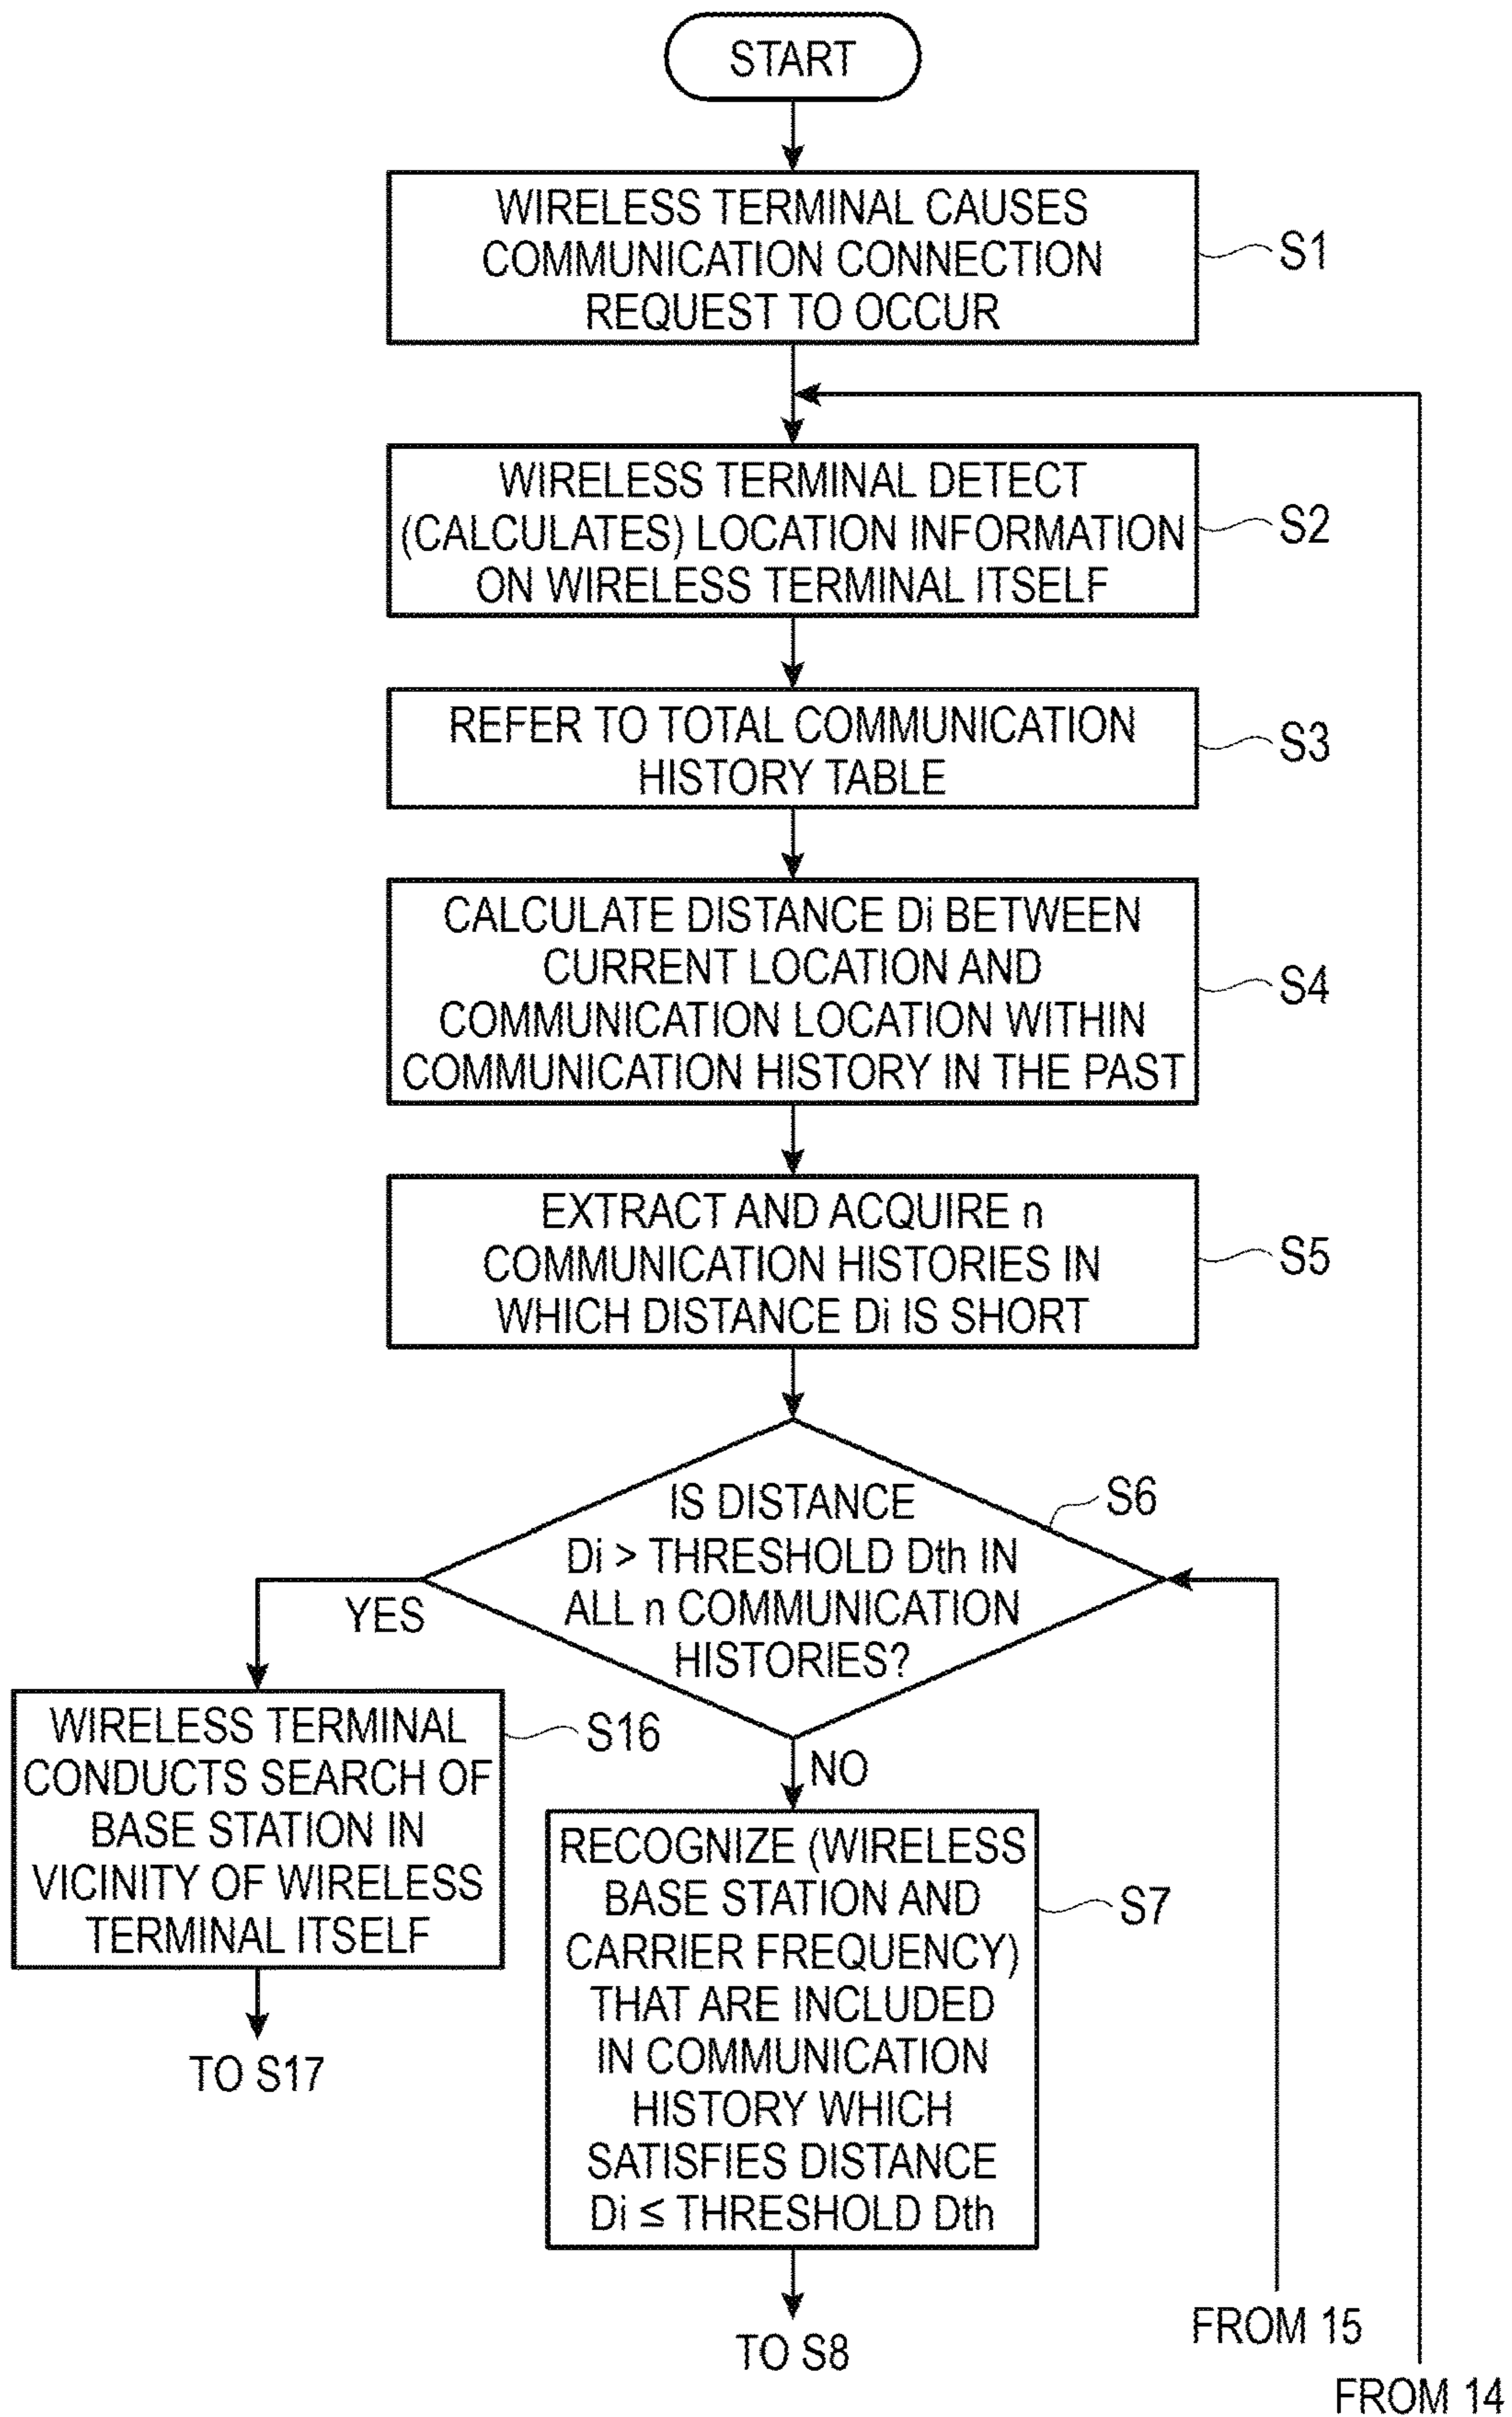 START
WIRELESS TERMINAL CAUSES
COMMUNICATION CONNECTION
REQUEST TO OCCUR
S1
WIRELESS TERMINAL DETECT
(CALCULATES) LOCATION INFORMATION
ON WIRELESS TERMINAL ITSELF
S2
REFER TO TOTAL COMMUNICATION
HISTORY TABLE
S3
CALCULATE DISTANCE Di BETWEEN
CURRENT LOCATION AND
COMMUNICATION LOCATION WITHIN
COMMUNICATION HISTORY IN THE PAST
S4
EXTRACT AND ACQUIRE n
COMMUNICATION HISTORIES IN
WHICH DISTANCE Di IS SHORT
S5
IS DISTANCE
Di > THRESHOLD Dth IN
ALL n COMMUNICATION
HISTORIES?
S6
YES
NO
WIRELESS TERMINAL
CONDUCTS SEARCH OF
BASE STATION IN
VICINITY OF WIRELESS
TERMINAL ITSELF
S16
TO S17
RECOGNIZE (WIRELESS
BASE STATION AND
CARRIER FREQUENCY)
THAT ARE INCLUDED
IN COMMUNICATION
HISTORY WHICH
SATISFIES DISTANCE
Di ≤ THRESHOLD Dth
S7
TO S8
FROM 15
FROM 14